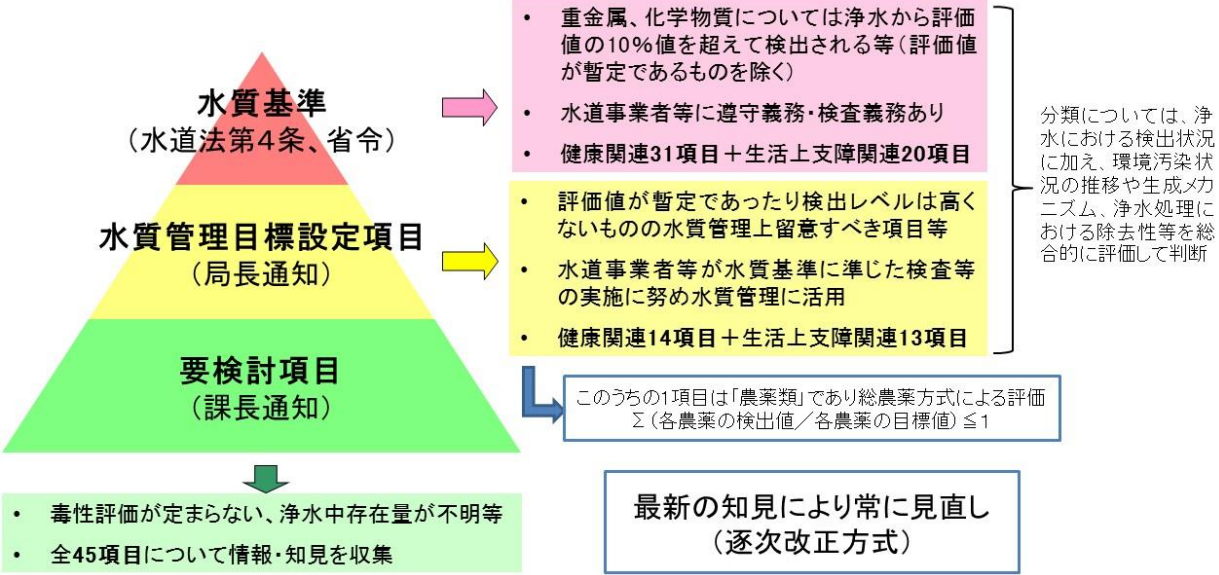 水質基準
（水道法第４条、省令）
• 重金属、化学物質については浄水から評価
値の10％値を超えて検出される等（評価値
が暫定であるものを除く）
• 水道事業者等に遵守義務・検査義務あり
• 健康関連31項目＋生活上支障関連20項目
水質管理目標設定項目
（局長通知）
• 評価値が暫定であったり検出レベルは高く
ないものの水質管理上留意すべき項目等
• 水道事業者等が水質基準に準じた検査等
の実施に努め水質管理に活用
• 健康関連14項目＋生活上支障関連13項目
分類については、浄
水における検出状況
に加え、環境汚染状
況の推移や生成メカ
ニズム、浄水処理に
おける除去性等を総
合的に評価して判断
このうちの1項目は「農薬類」であり総農薬方式による評価
Σ（各農薬の検出値／各農薬の目標値）≦1
要検討項目
（課長通知）
• 毒性評価が定まらない、浄水中存在量が不明等
• 全45項目について情報・知見を収集
最新の知見により常に見直し
（逐次改正方式）